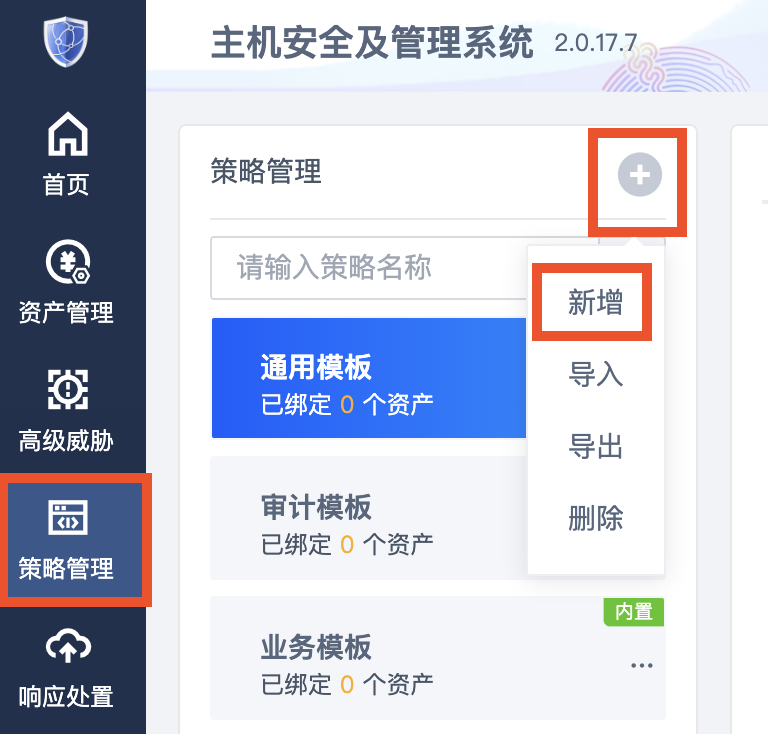 主机安全及管理系统 2.0.17.7
首页
资产管理
高级威胁
策略管理
响应处置
策略管理
请输入策略名称
新增
导入
导出
删除
通用模板
已绑定 0 个资产
审计模板
已绑定 0 个资产
内置
业务模板
已绑定 0 个资产